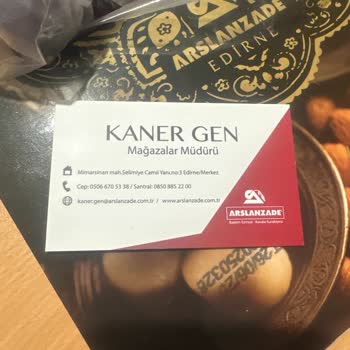 ARSLANZADE
EDİRNE
KANER GEN
Mağazalar Müdürü
Mimarsinan mah.Selimiye Camii Yanı no:5 Edirne/Merkez
Cep: 0506 670 53 38 / Santral: 0850 885 22 00
kaner.gen@arslanzade.com.tr / www.arslanzade.com.tr
ARSLANZADE